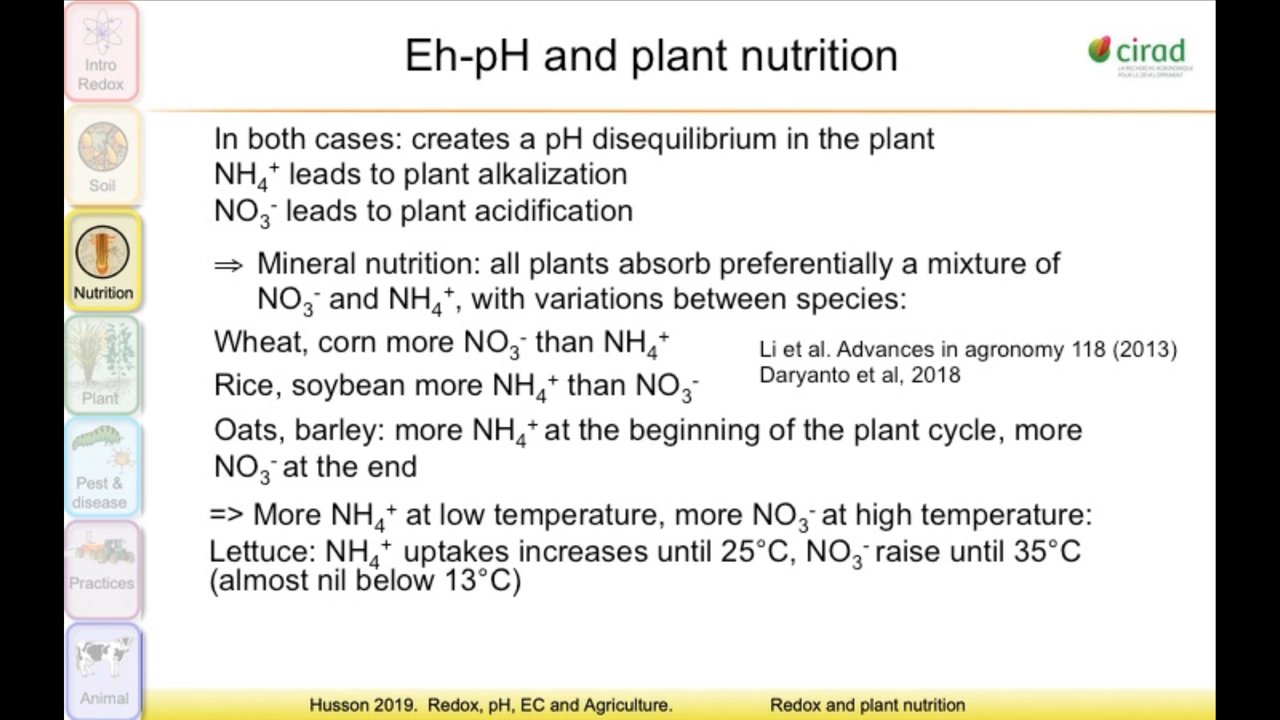 Eh-pH and plant nutrition
cirad
LA RECHERCHE AGRONOMIQUE
POUR LE DÉVELOPPEMENT
Intro
Redox
Soil
Nutrition
Plant
Pest &
disease
Practices
Animal
In both cases: creates a pH disequilibrium in the plant
NH₄⁺ leads to plant alkalization
NO₃⁻ leads to plant acidification
⇒ Mineral nutrition: all plants absorb preferentially a mixture of
NO₃⁻ and NH₄⁺, with variations between species:
Wheat, corn more NO₃⁻ than NH₄⁺
Rice, soybean more NH₄⁺ than NO₃⁻
Li et al. Advances in agronomy 118 (2013)
Daryanto et al, 2018
Oats, barley: more NH₄⁺ at the beginning of the plant cycle, more
NO₃⁻ at the end
=> More NH₄⁺ at low temperature, more NO₃⁻ at high temperature:
Lettuce: NH₄⁺ uptakes increases until 25°C, NO₃⁻ raise until 35°C
(almost nil below 13°C)
Husson 2019. Redox, pH, EC and Agriculture.
Redox and plant nutrition